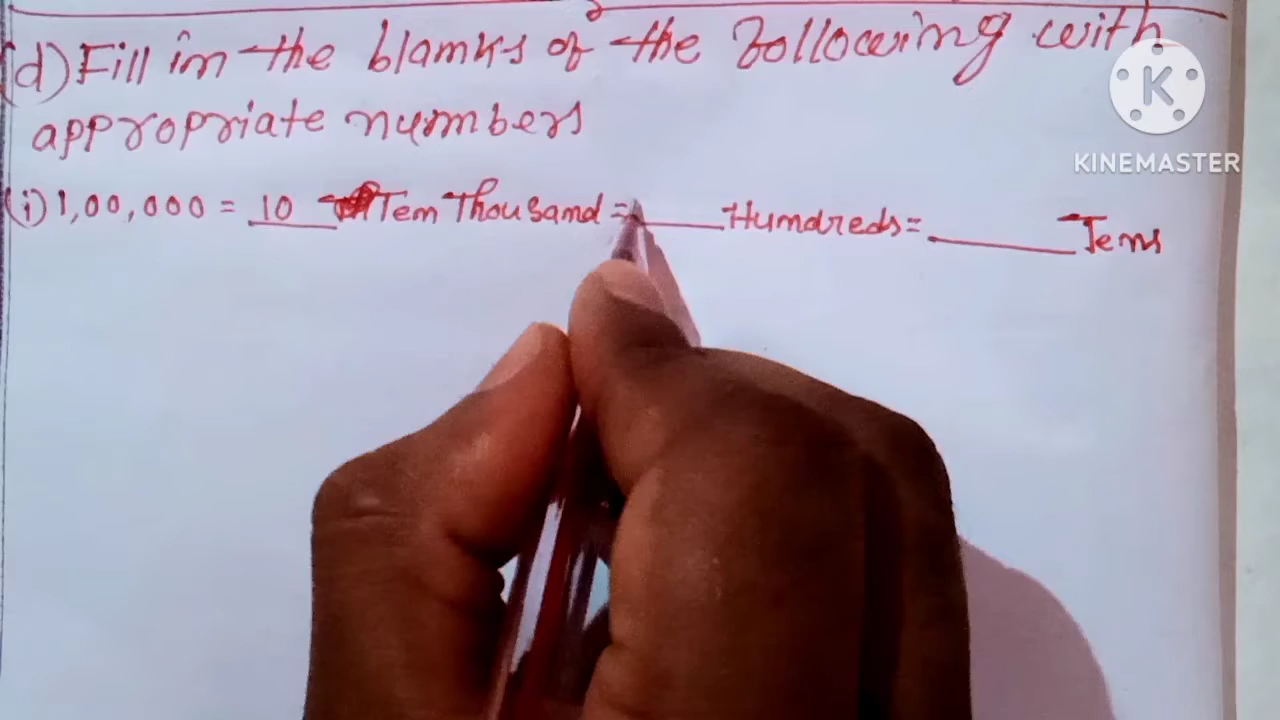 (d) Fill in the blanks of the following with
appropriate numbers
(i) 1,00,000 = 10 Ten Thousand = ____ Hundreds = ____ Tens
K
KINEMASTER